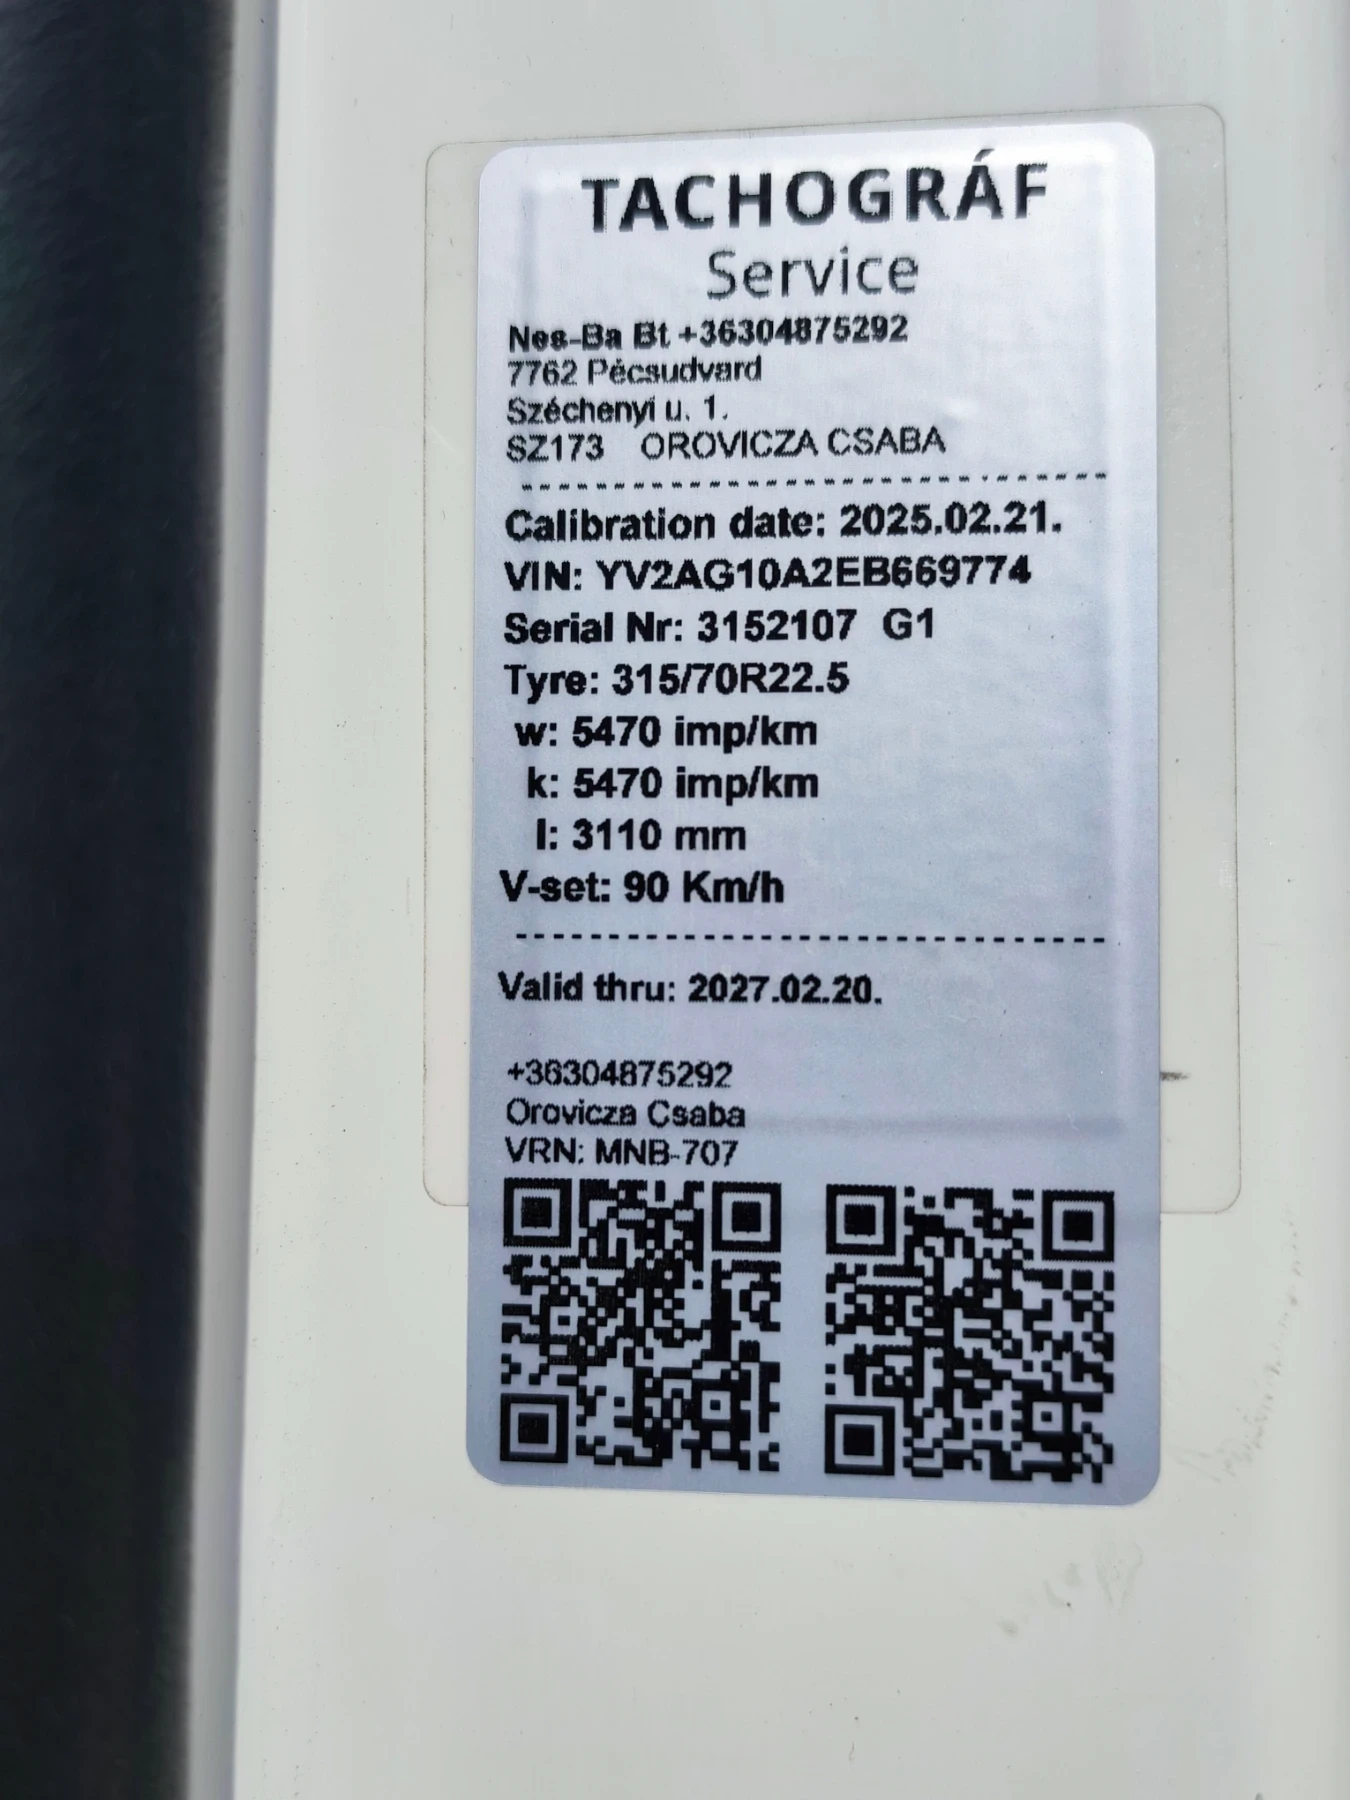 TACHOGRÁF
Service
Nes-Ba Bt +36304875292
7762 Pécsudvard
Széchenyi u. 1.
SZ173 OROVICZA CSABA
Calibration date: 2025.02.21.
VIN: YV2AG10A2EB669774
Serial Nr: 3152107 G1
Tyre: 315/70R22.5
w: 5470 imp/km
k: 5470 imp/km
l: 3110 mm
V-set: 90 Km/h
Valid thru: 2027.02.20.
+36304875292
Orovicza Csaba
VRN: MNB-707